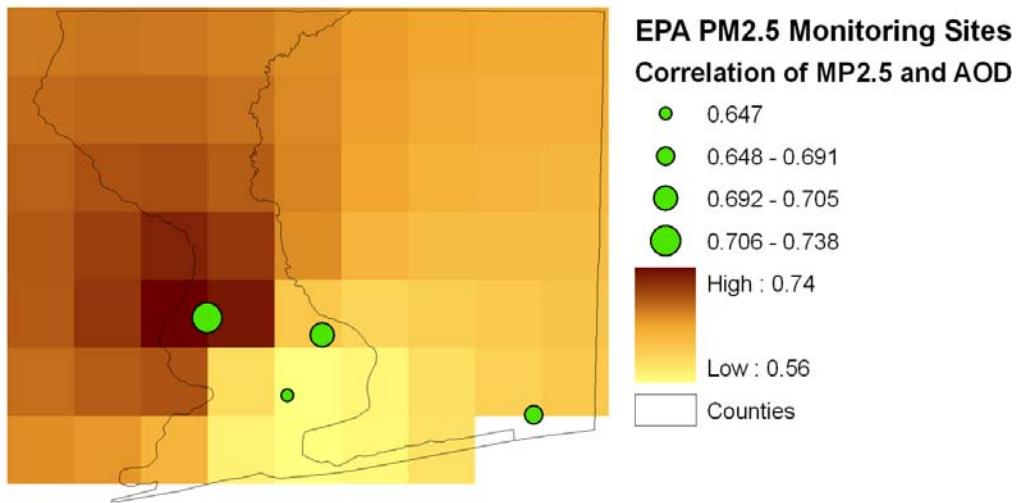 EPA PM2.5 Monitoring Sites
Correlation of MP2.5 and AOD
0.647
0.648 - 0.691
0.692 - 0.705
0.706 - 0.738
High : 0.74
Low : 0.56
Counties